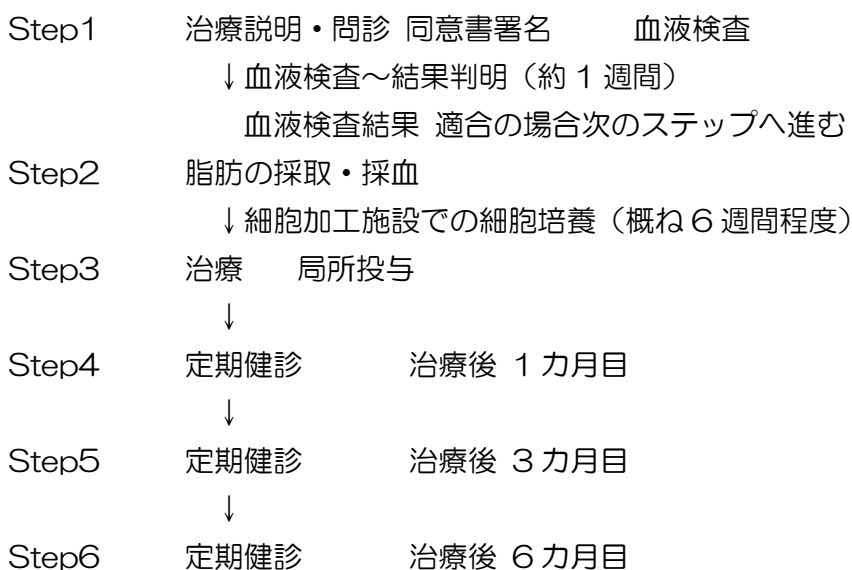 Step1 治療説明・問診 同意書署名 血液検査
↓血液検査～結果判明（約 1 週間）
血液検査結果 適合の場合次のステップへ進む
Step2 脂肪の採取・採血
↓細胞加工施設での細胞培養（概ね 6 週間程度）
Step3 治療 局所投与
↓
Step4 定期健診 治療後 1 カ月目
↓
Step5 定期健診 治療後 3 カ月目
↓
Step6 定期健診 治療後 6 カ月目